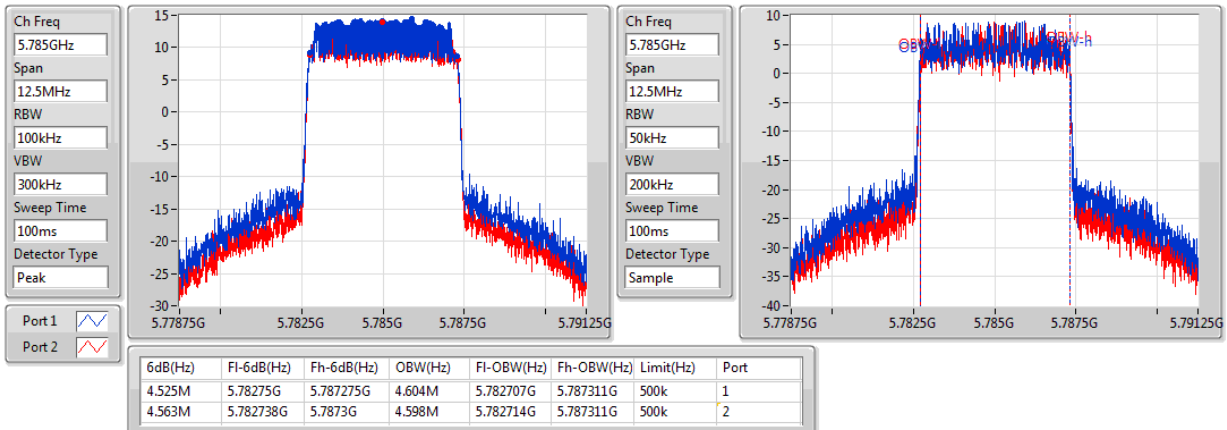 Ch Freq
5.785GHz
Span
12.5MHz
RBW
100kHz
VBW
300kHz
Sweep Time
100ms
Detector Type
Peak
Port 1
Port 2
15
10
5
0
-5
-10
-15
-20
-25
-30
5.77875G 5.7825G 5.785G 5.7875G 5.79125G
Ch Freq
5.785GHz
Span
12.5MHz
RBW
50kHz
VBW
200kHz
Sweep Time
100ms
Detector Type
Sample
10
5
0
-5
-10
-15
-20
-25
-30
-35
-40
OBW-h
5.77875G 5.7825G 5.785G 5.7875G 5.79125G
6dB(Hz) Fl-6dB(Hz) Fh-6dB(Hz) OBW(Hz) Fl-OBW(Hz) Fh-OBW(Hz) Limit(Hz) Port
4.525M 5.78275G 5.787275G 4.604M 5.782707G 5.787311G 500k 1
4.563M 5.782738G 5.7873G 4.598M 5.782714G 5.787311G 500k 2